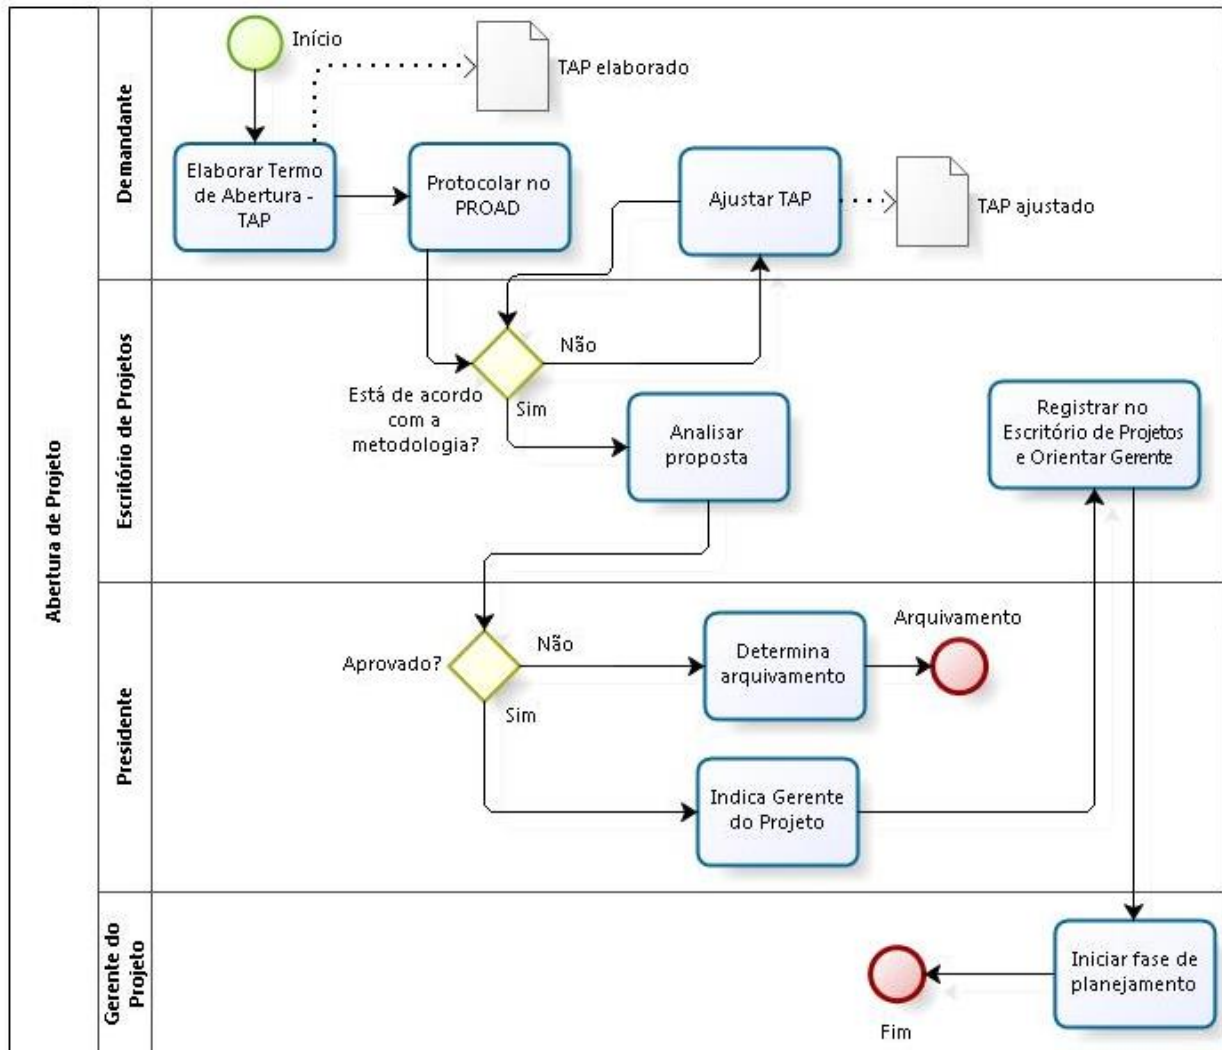 Abertura de Projeto
Demandante
Início
TAP elaborado
Elaborar Termo
de Abertura -
TAP
Protocolar no
PROAD
Ajustar TAP
TAP ajustado
Escritório de Projetos
Está de acordo
com a
metodologia?
Não
Sim
Analisar
proposta
Registrar no
Escritório de Projetos
e Orientar Gerente
Presidente
Aprovado?
Não
Sim
Determina
arquivamento
Arquivamento
Indica Gerente
do Projeto
Gerente do
Projeto
Iniciar fase de
planejamento
Fim